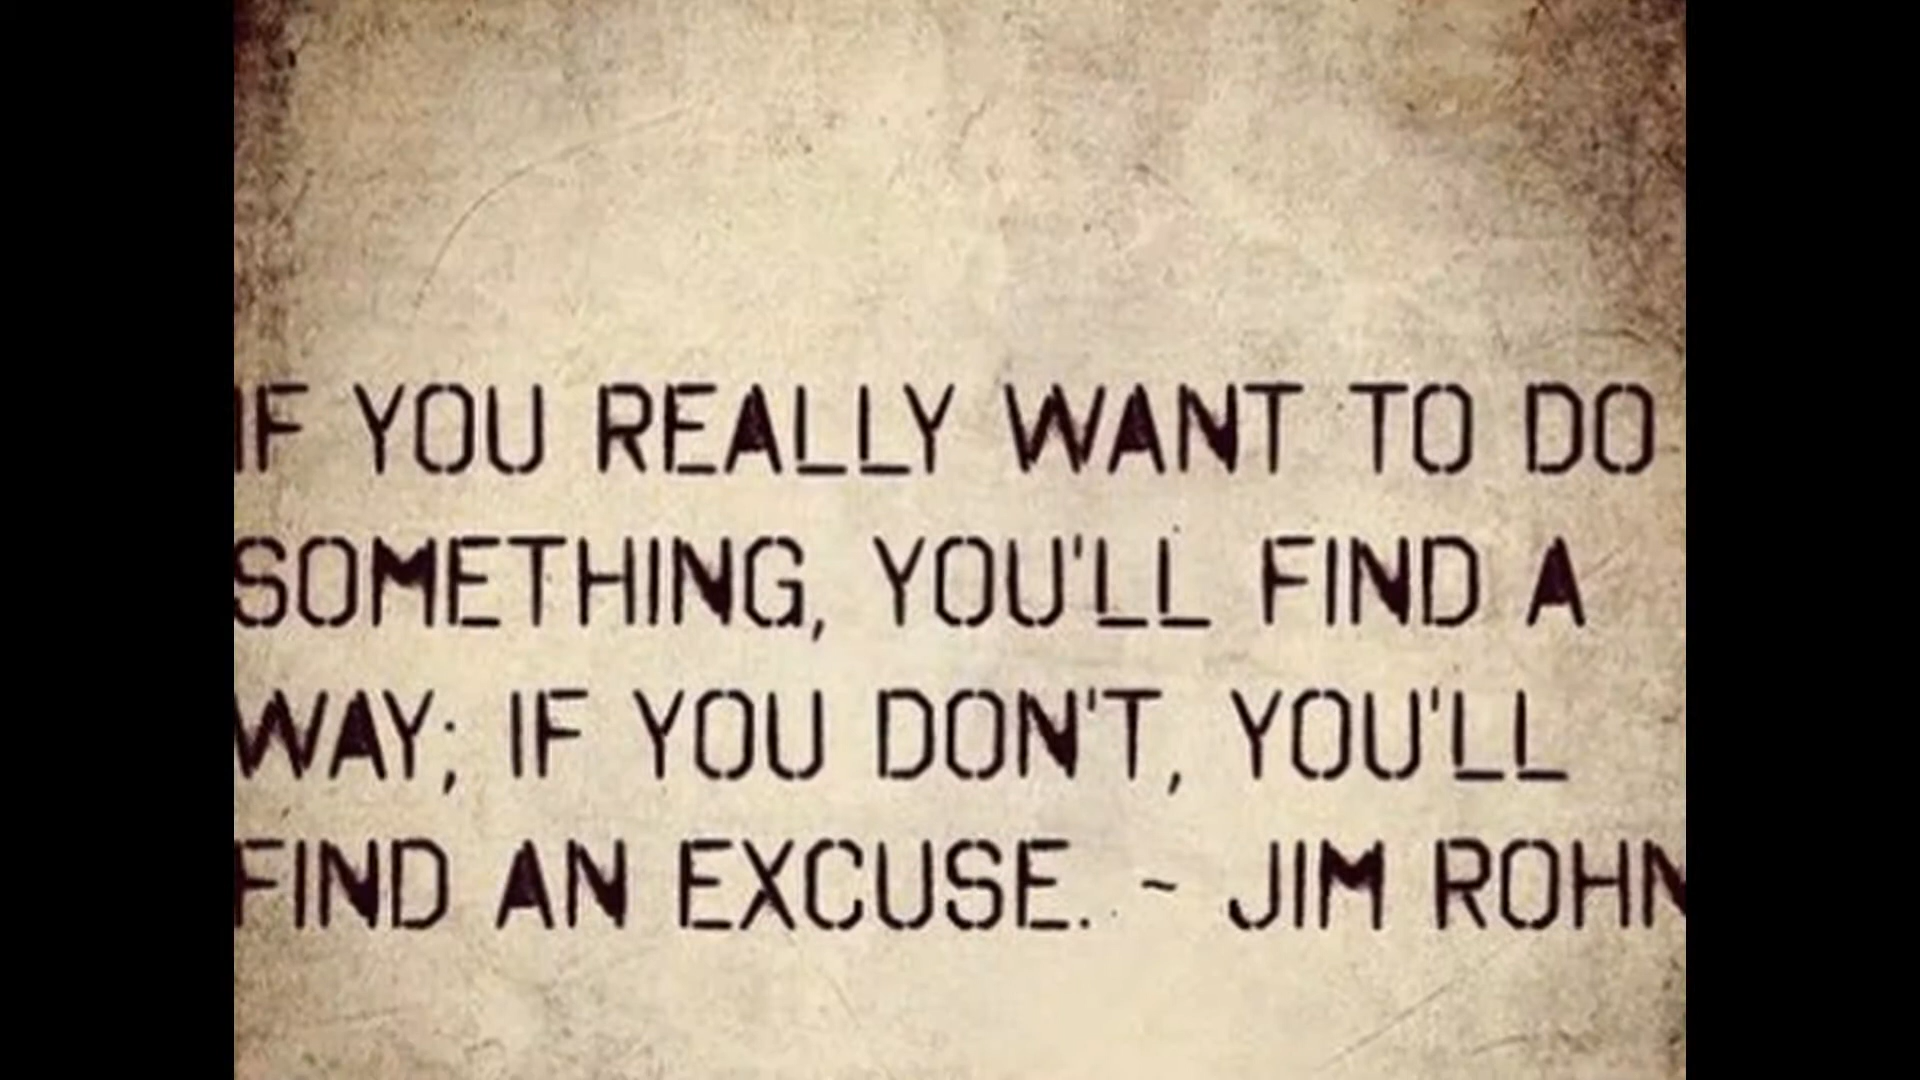 IF YOU REALLY WANT TO DO
SOMETHING, YOU'LL FIND A
WAY; IF YOU DON'T, YOU'LL
FIND AN EXCUSE. ~ JIM ROHN